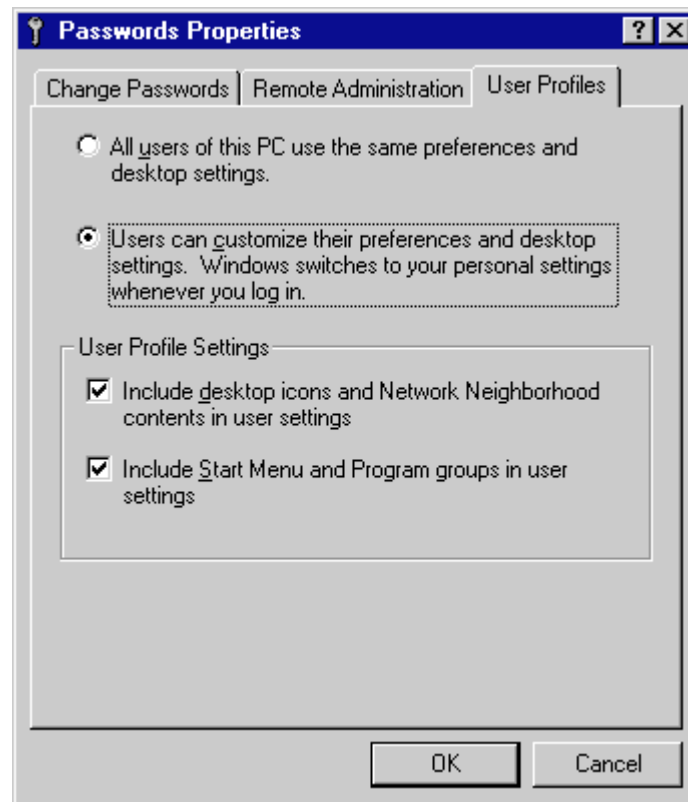 Passwords Properties
Change Passwords
Remote Administration
User Profiles
All users of this PC use the same preferences and
desktop settings.
Users can customize their preferences and desktop
settings. Windows switches to your personal settings
whenever you log in.
User Profile Settings
Include desktop icons and Network Neighborhood
contents in user settings
Include Start Menu and Program groups in user
settings
OK
Cancel